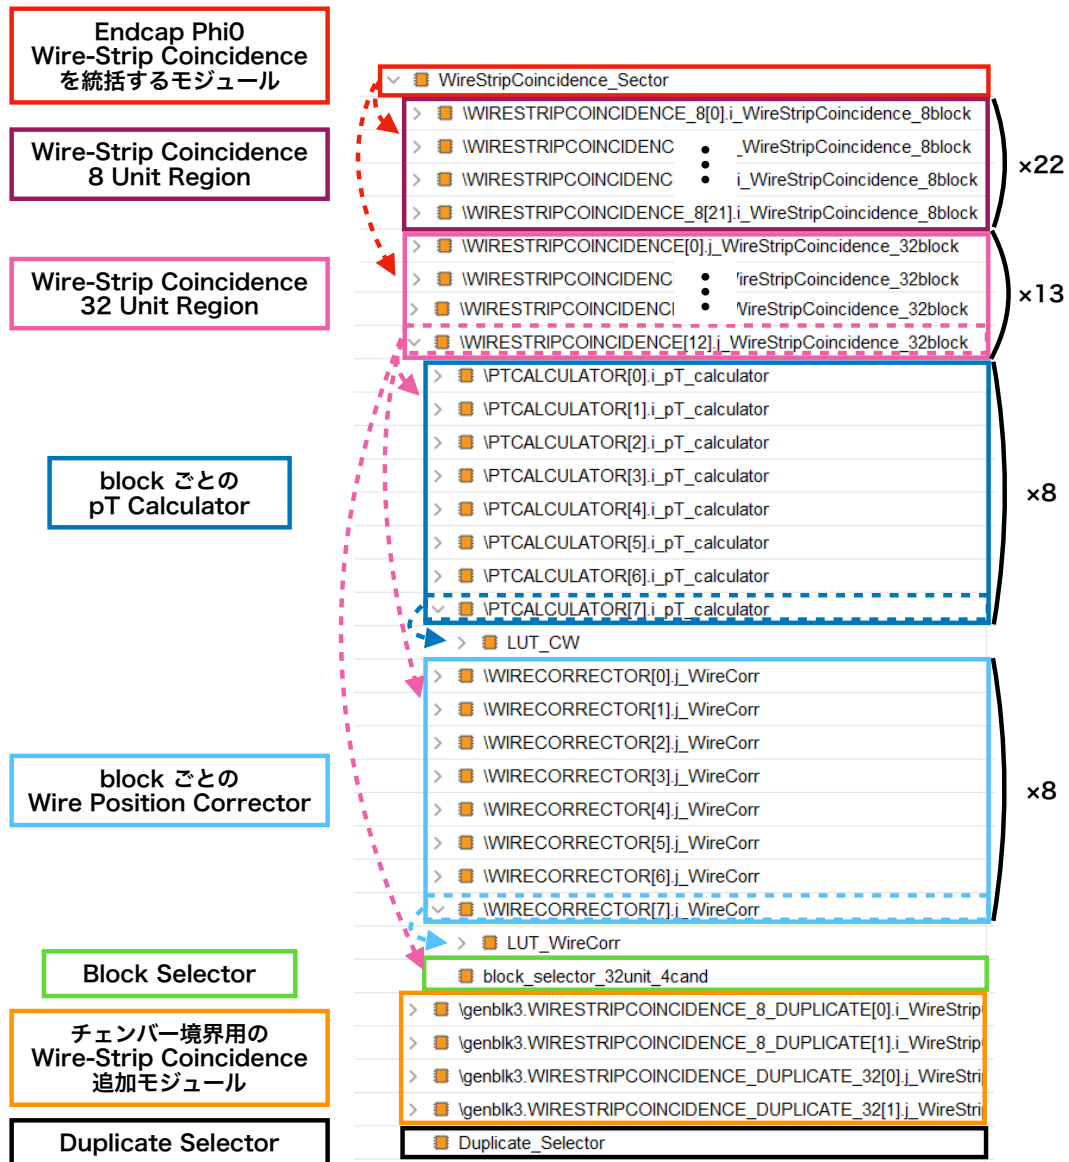 Endcap Phi0
Wire-Strip Coincidence
を統括するモジュール
WireStripCoincidence_Sector
Wire-Strip Coincidence
8 Unit Region
\WIRESTRIPCOINCIDENCE_8[0].i_WireStripCoincidence_8block
\WIRESTRIPCOINCIDENC _WireStripCoincidence_8block
\WIRESTRIPCOINCIDENC i_WireStripCoincidence_8block
\WIRESTRIPCOINCIDENCE_8[21].i_WireStripCoincidence_8block
×22
Wire-Strip Coincidence
32 Unit Region
\WIRESTRIPCOINCIDENCE[0].j_WireStripCoincidence_32block
\WIRESTRIPCOINCIDENC ireStripCoincidence_32block
\WIRESTRIPCOINCIDENC VireStripCoincidence_32block
\WIRESTRIPCOINCIDENCE[12].j_WireStripCoincidence_32block
×13
block ごとの
pT Calculator
\PTCALCULATOR[0].i_pT_calculator
\PTCALCULATOR[1].i_pT_calculator
\PTCALCULATOR[2].i_pT_calculator
\PTCALCULATOR[3].i_pT_calculator
\PTCALCULATOR[4].i_pT_calculator
\PTCALCULATOR[5].i_pT_calculator
\PTCALCULATOR[6].i_pT_calculator
\PTCALCULATOR[7].i_pT_calculator
×8
LUT_CW
block ごとの
Wire Position Corrector
\WIRECORRECTOR[0].j_WireCorr
\WIRECORRECTOR[1].j_WireCorr
\WIRECORRECTOR[2].j_WireCorr
\WIRECORRECTOR[3].j_WireCorr
\WIRECORRECTOR[4].j_WireCorr
\WIRECORRECTOR[5].j_WireCorr
\WIRECORRECTOR[6].j_WireCorr
\WIRECORRECTOR[7].j_WireCorr
×8
LUT_WireCorr
Block Selector
block_selector_32unit_4cand
チェンバー境界用の
Wire-Strip Coincidence
追加モジュール
\genblk3.WIRESTRIPCOINCIDENCE_8_DUPLICATE[0].i_WireStrip
\genblk3.WIRESTRIPCOINCIDENCE_8_DUPLICATE[1].i_WireStrip
\genblk3.WIRESTRIPCOINCIDENCE_DUPLICATE_32[0].j_WireStri
\genblk3.WIRESTRIPCOINCIDENCE_DUPLICATE_32[1].j_WireStri
Duplicate Selector
Duplicate_Selector